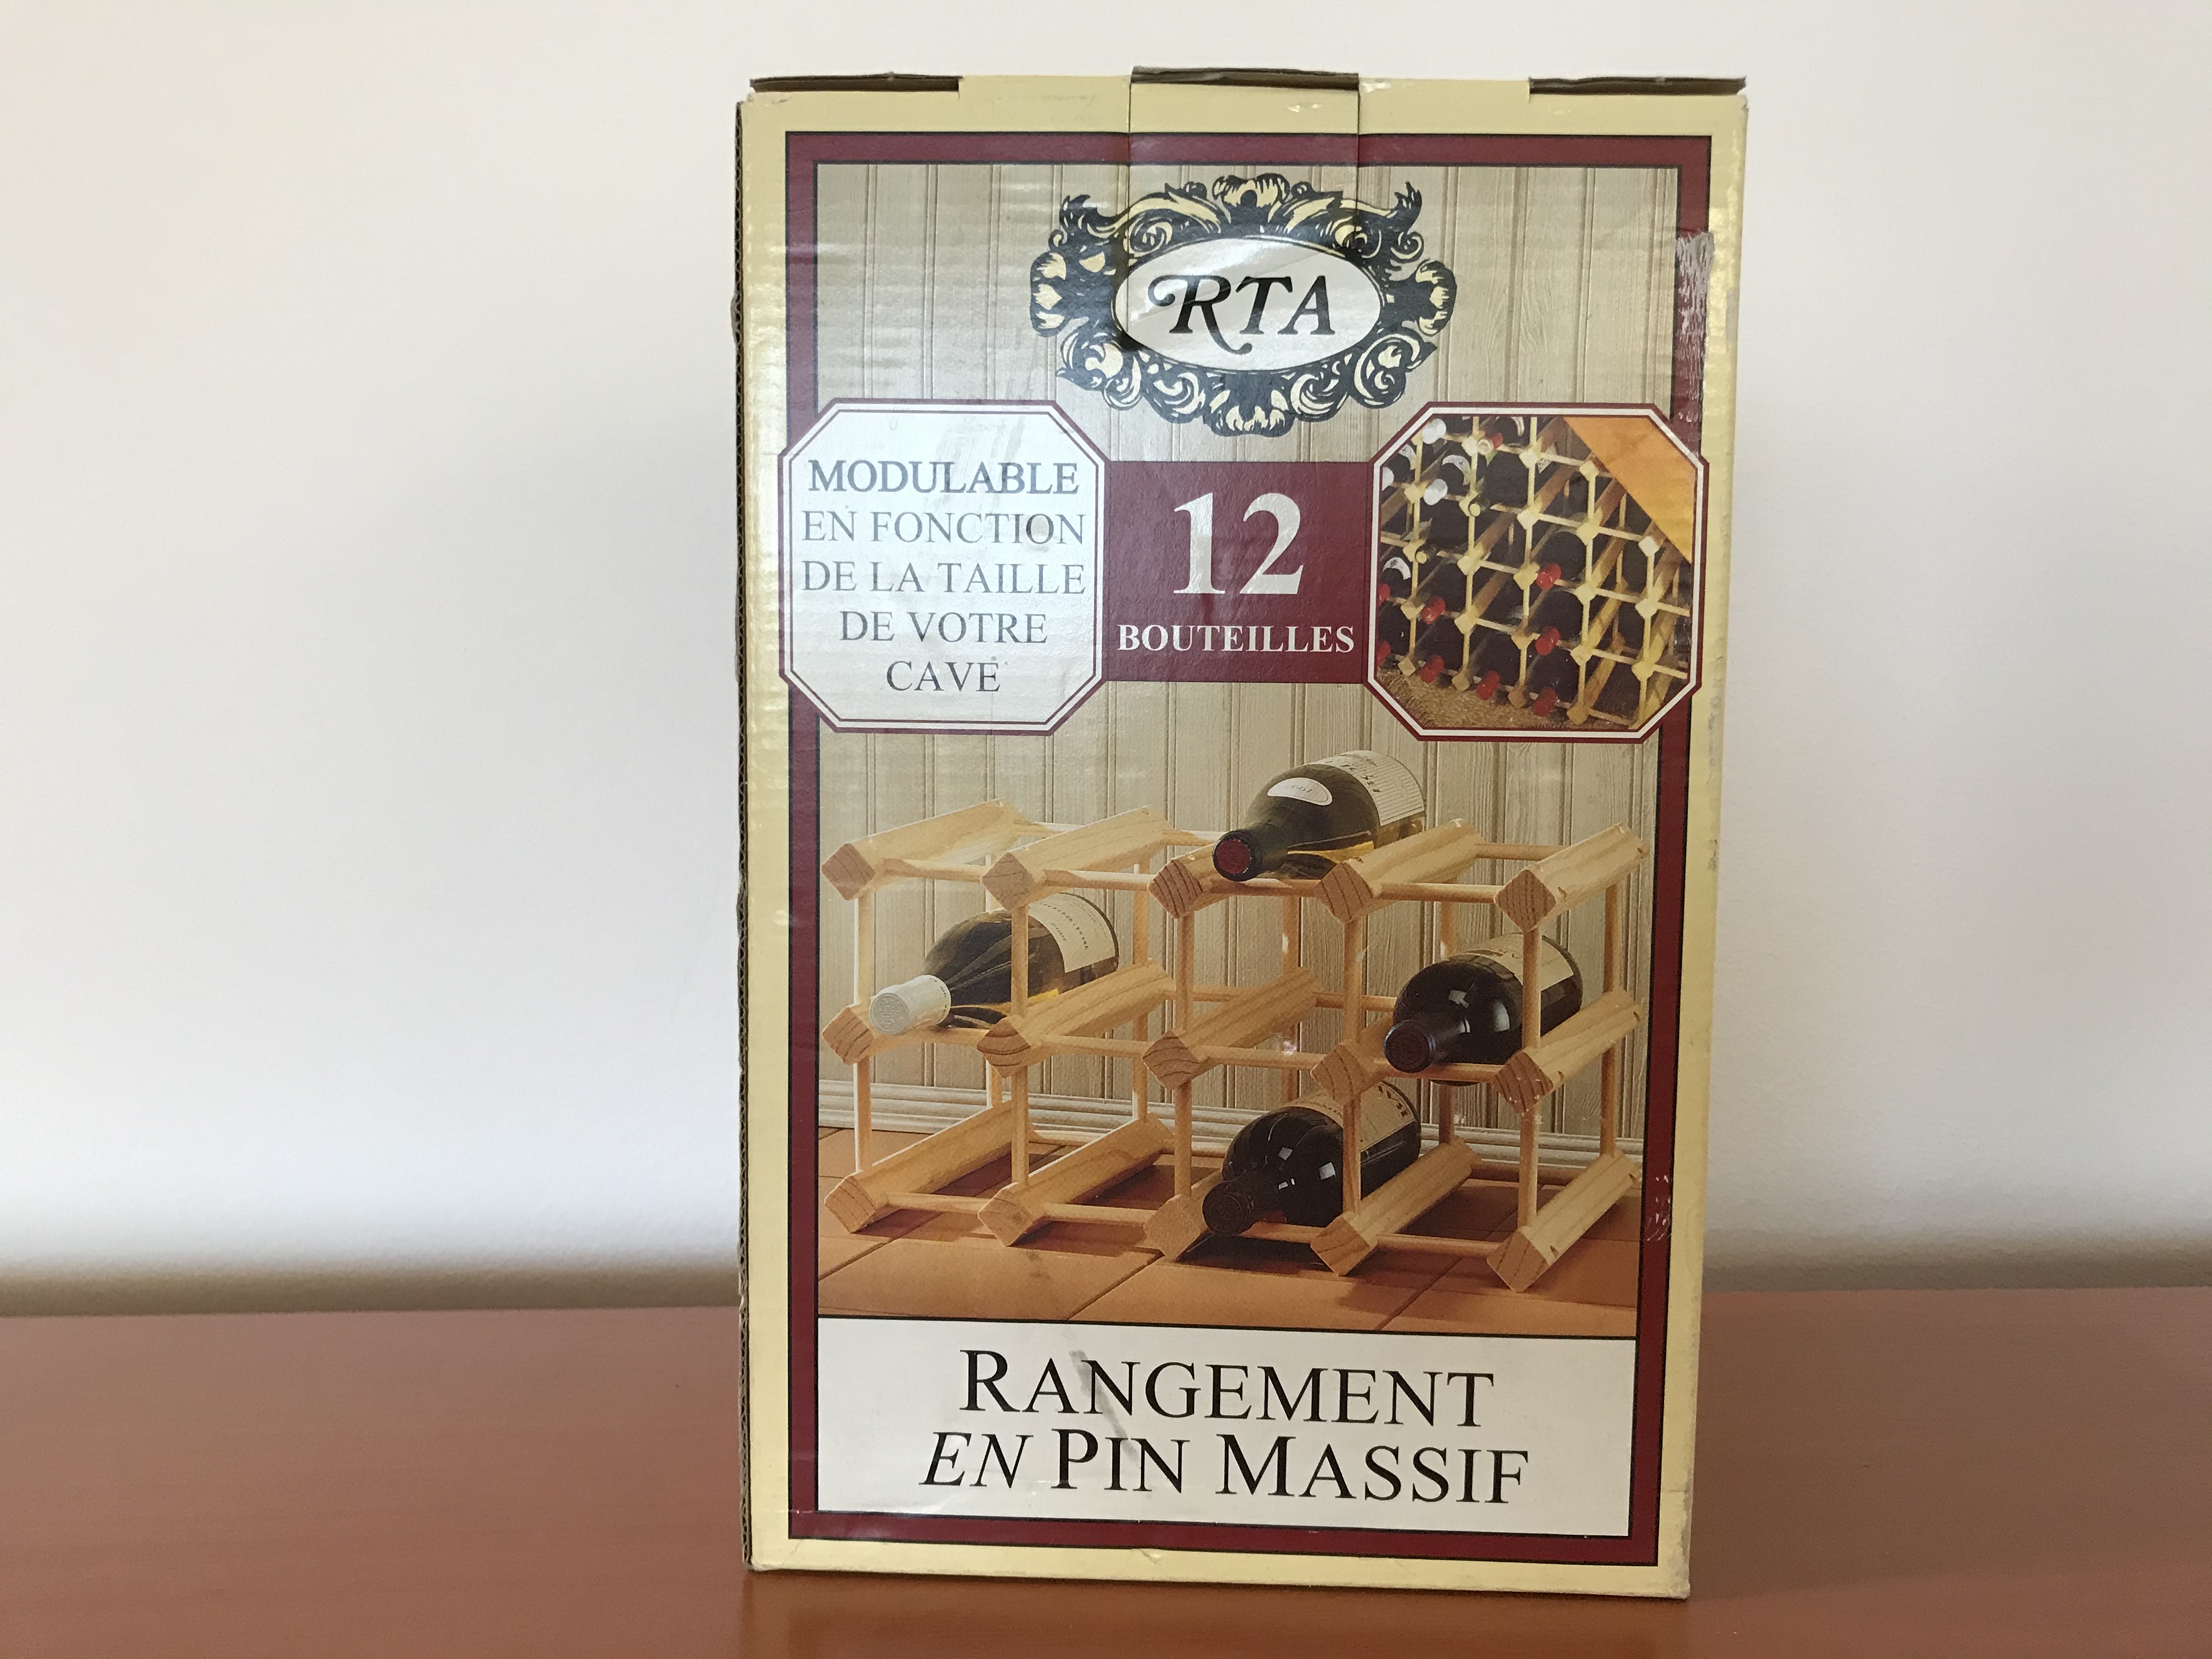 RTA
MODULABLE
EN FONCTION
DE LA TAILLE
DE VOTRE
CAVE
12
BOUTEILLES
RANGEMENT
EN PIN MASSIF